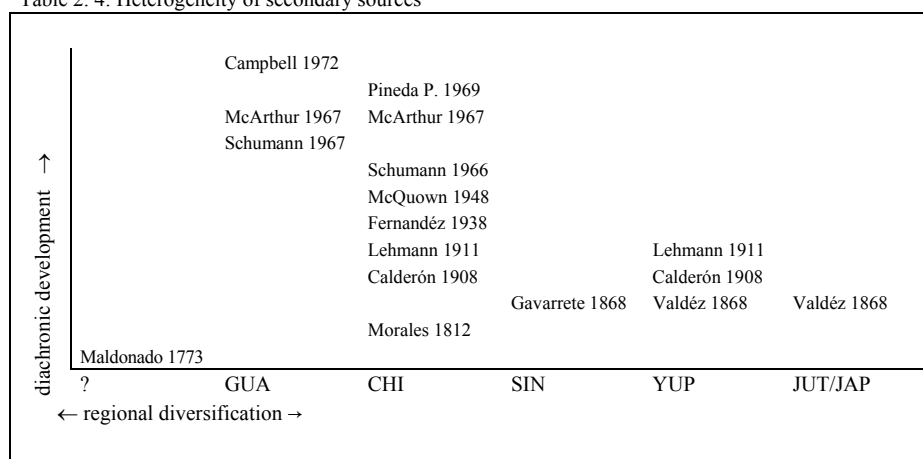 Table 2. 4. Heterogeneity of secondary sources
Campbell 1972
Pineda P. 1969
McArthur 1967 McArthur 1967
Schumann 1967
Schumann 1966
McQuown 1948
Fernandéz 1938
Lehmann 1911 Lehmann 1911
Calderón 1908 Calderón 1908
Gavarrete 1868 Valdéz 1868 Valdéz 1868
Morales 1812
Maldonado 1773
diachronic development →
? GUA CHI SIN YUP JUT/JAP
← regional diversification →